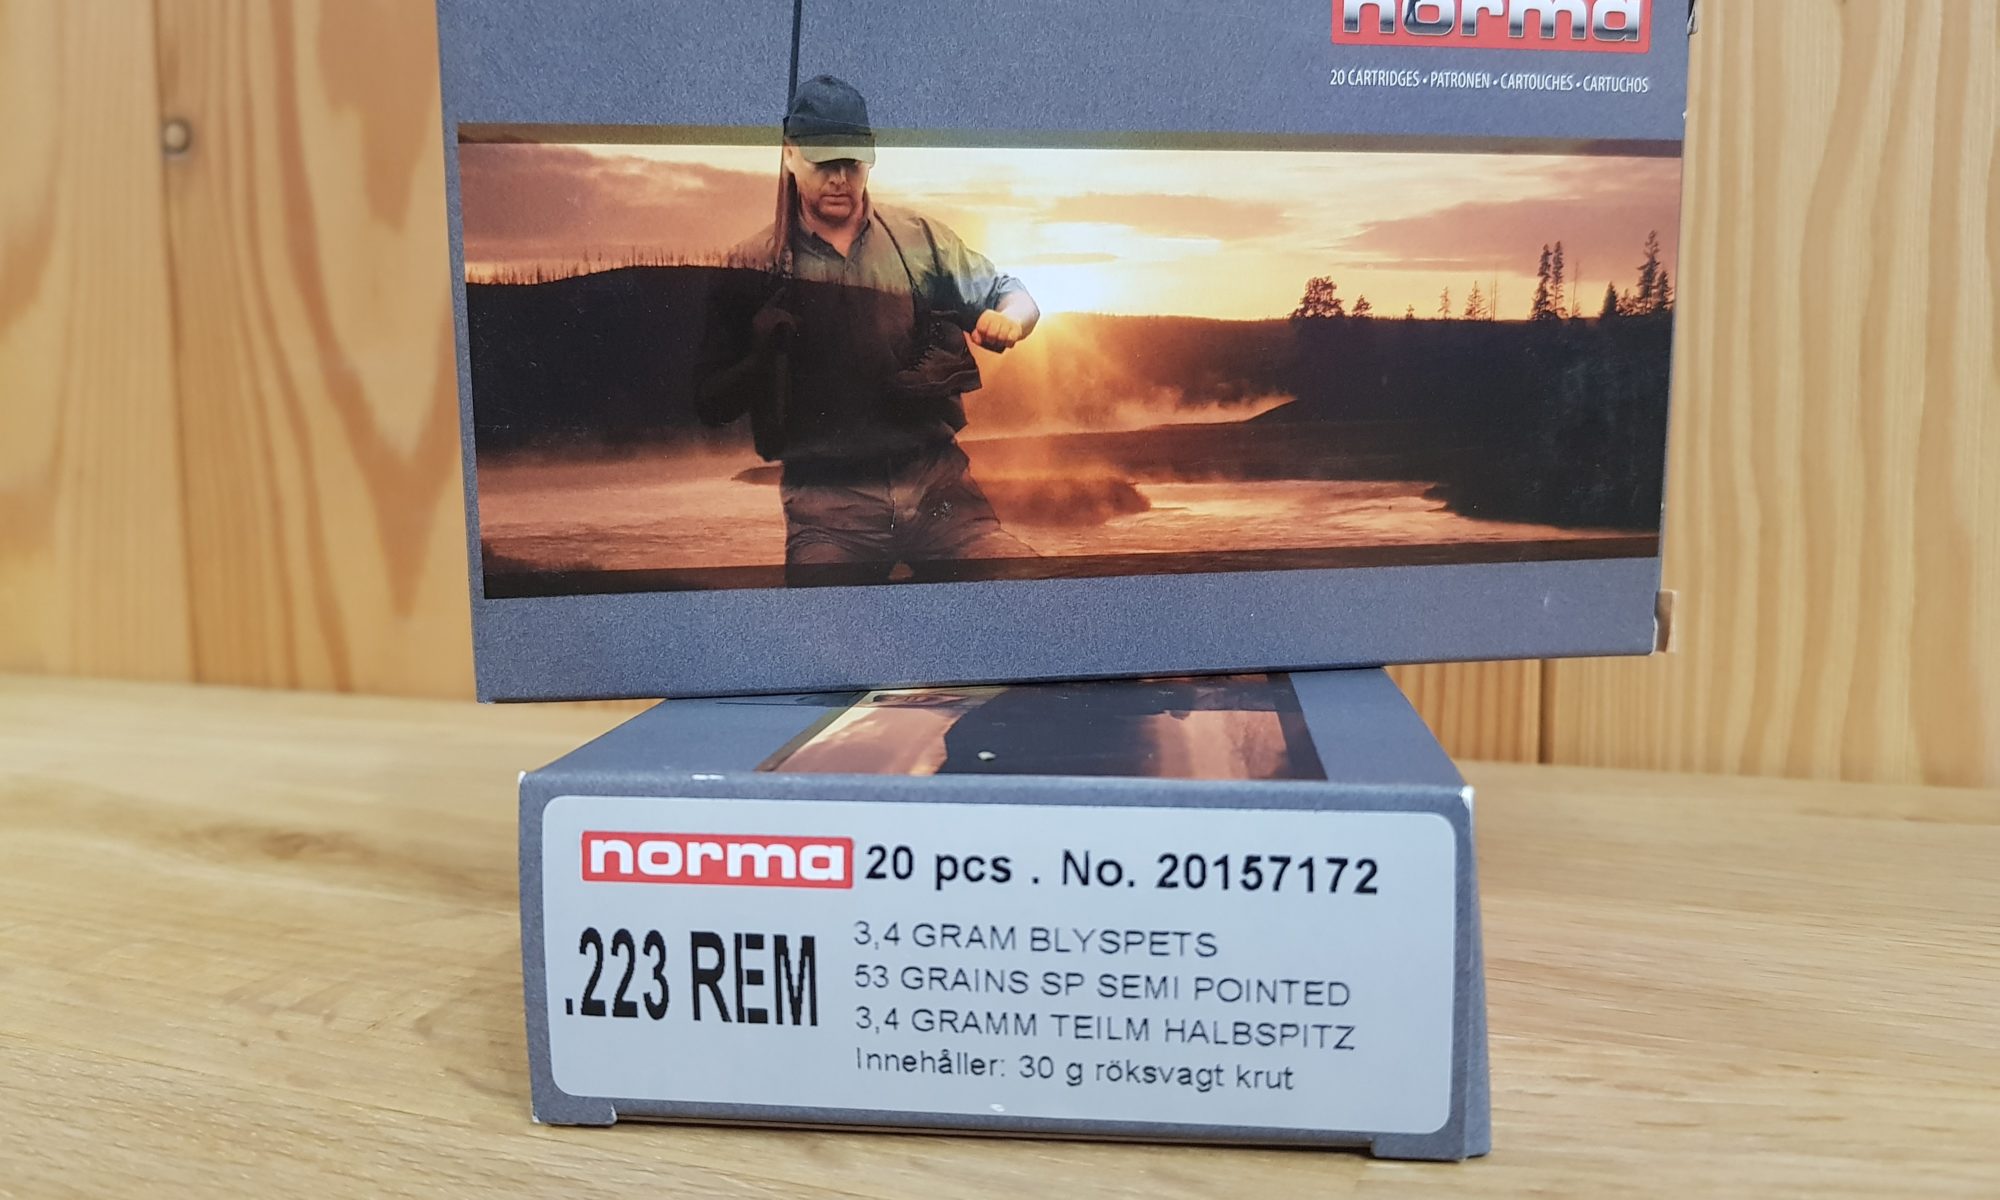 norma
20 CARTRIDGES • PATRONEN • CARTOUCHES • CARTUCHOS
norma 20 pcs . No. 20157172
.223 REM
3,4 GRAM BLYSPETS
53 GRAINS SP SEMI POINTED
3,4 GRAMM TEILM HALBSPITZ
Innehåller: 30 g röksvagt krut